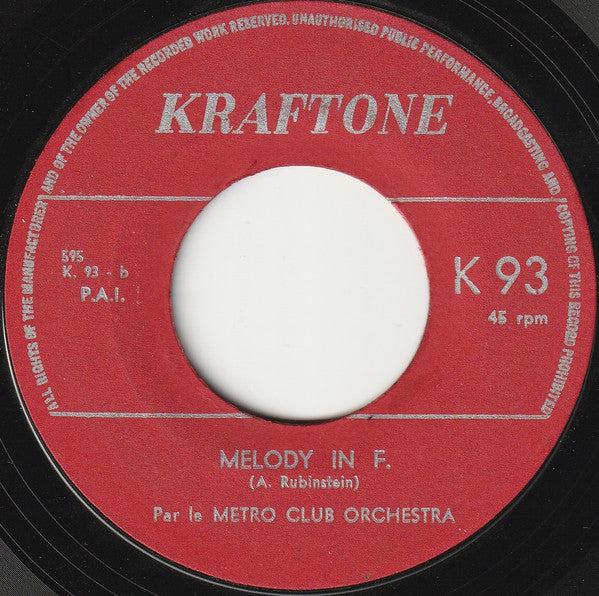 ALL RIGHTS OF THE MANUFACTURER AND OF THE OWNER OF THE RECORDED WORK RESERVED. UNAUTHORISED PUBLIC PERFORMANCE, BROADCASTING AND COPYING OF THIS RECORD PROHIBITED
KRAFTONE
595
K. 93 - b
P.A.I.
K 93
45 rpm
MELODY IN F.
(A. Rubinstein)
Par le METRO CLUB ORCHESTRA